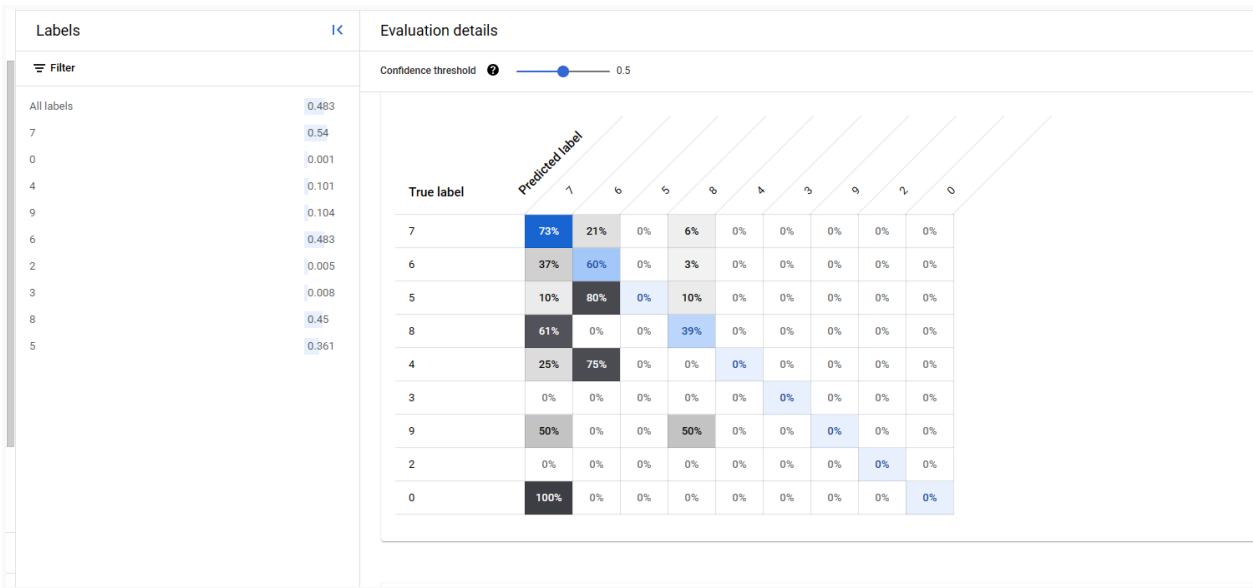 Labels
Filter
All labels 0.483
7 0.54
0 0.001
4 0.101
9 0.104
6 0.483
2 0.005
3 0.008
8 0.45
5 0.361
Evaluation details
Confidence threshold ? 0.5
True label Predicted label 7 6 5 8 4 3 9 2 0
7 73% 21% 0% 6% 0% 0% 0% 0% 0%
6 37% 60% 0% 3% 0% 0% 0% 0% 0%
5 10% 80% 0% 10% 0% 0% 0% 0% 0%
8 61% 0% 0% 39% 0% 0% 0% 0% 0%
4 25% 75% 0% 0% 0% 0% 0% 0% 0%
3 0% 0% 0% 0% 0% 0% 0% 0% 0%
9 50% 0% 0% 50% 0% 0% 0% 0% 0%
2 0% 0% 0% 0% 0% 0% 0% 0% 0%
0 100% 0% 0% 0% 0% 0% 0% 0% 0%